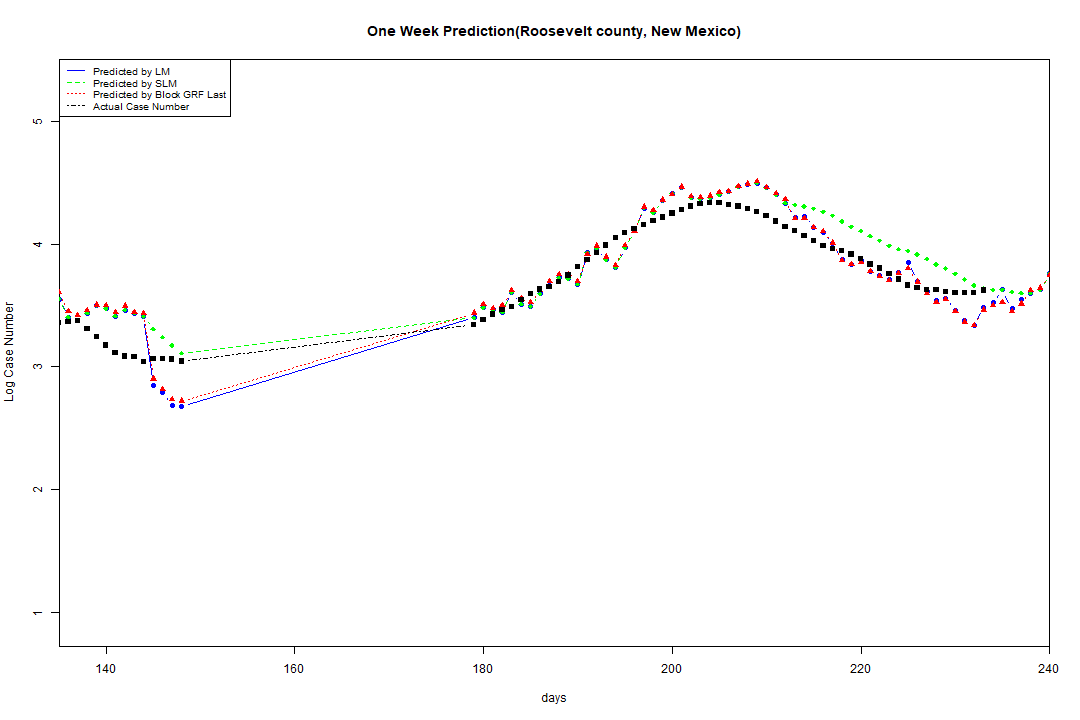 One Week Prediction(Roosevelt county, New Mexico)
Predicted by LM
Predicted by SLM
Predicted by Block GRF Last
Actual Case Number
5
4
3
2
1
Log Case Number
140 160 180 200 220 240
days